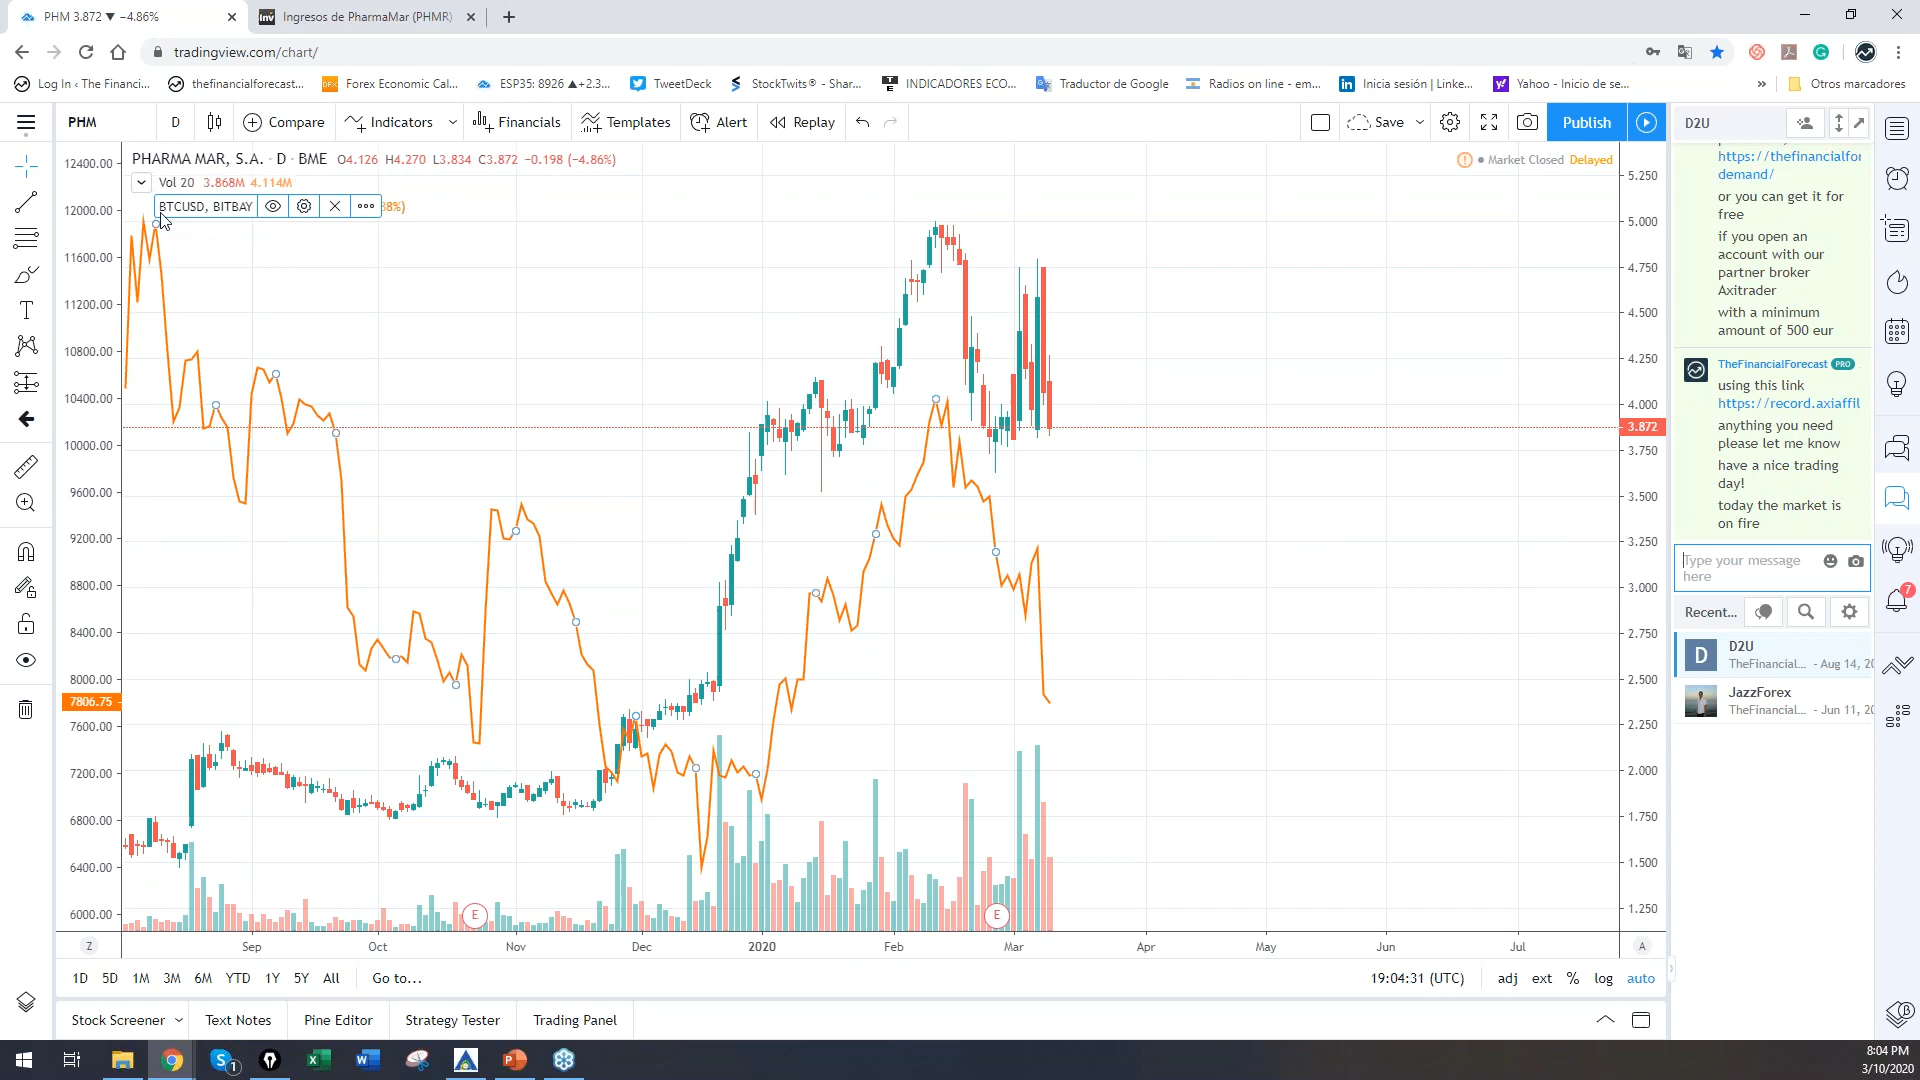 PHM 3.872 ▼ −4.86%
Ingresos de PharmaMar (PHMR)
tradingview.com/chart/
Log In ‹ The Financi...
thefinancialforecast...
Forex Economic Cal...
ESP35: 8926 ▲+2.3...
TweetDeck
StockTwits® - Shar...
INDICADORES ECO...
Traductor de Google
Radios on line - em...
Inicia sesión | Linke...
Yahoo - Inicio de se...
»
Otros marcadores
PHM
D
Compare
Indicators
Financials
Templates
Alert
Replay
Save
Publish
PHARMA MAR, S.A. · D · BME O4.126 H4.270 L3.834 C3.872 −0.198 (−4.86%)
Market Closed Delayed
Vol 20 3.868M 4.114M
BTCUSD, BITBAY
38%)
12400.00
12000.00
11600.00
11200.00
10800.00
10400.00
10000.00
9600.00
9200.00
8800.00
8400.00
8000.00
7806.75
7600.00
7200.00
6800.00
6400.00
6000.00
5.250
5.000
4.750
4.500
4.250
4.000
3.872
3.750
3.500
3.250
3.000
2.750
2.500
2.250
2.000
1.750
1.500
1.250
E
E
Z
Sep
Oct
Nov
Dec
2020
Feb
Mar
Apr
May
Jun
Jul
A
1D 5D 1M 3M 6M YTD 1Y 5Y All
Go to...
19:04:31 (UTC)
adj ext % log auto
Stock Screener
Text Notes
Pine Editor
Strategy Tester
Trading Panel
D2U
https://thefinancialfor
demand/
or you can get it for
free
if you open an
account with our
partner broker
Axitrader
with a minimum
amount of 500 eur
TheFinancialForecast PRO
using this link
https://record.axiaffil
anything you need
please let me know
have a nice trading
day!
today the market is
on fire
Type your message
here
Recent...
D
D2U
TheFinancial... - Aug 14, 20
JazzForex
TheFinancial... - Jun 11, 20
7
8:04 PM
3/10/2020